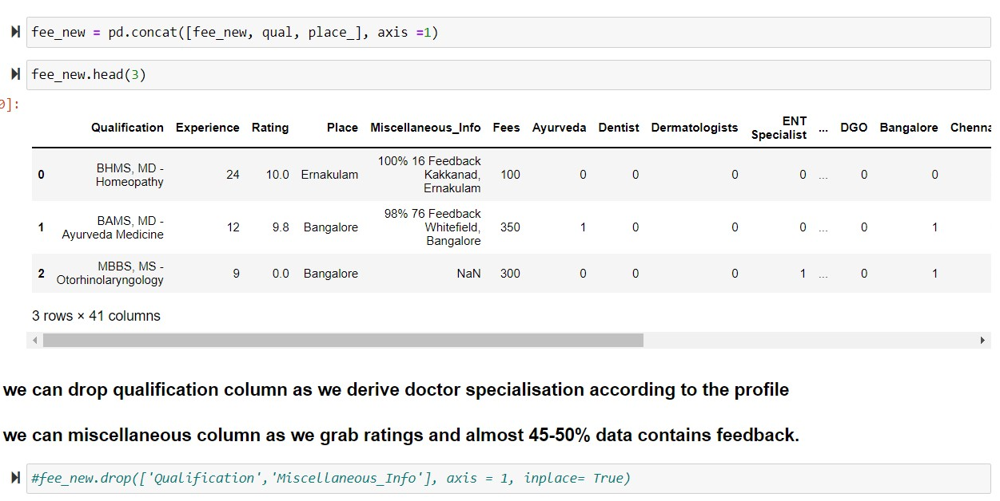 fee_new = pd.concat([fee_new, qual, place_], axis =1)
fee_new.head(3)
0]:
Qualification Experience Rating Place Miscellaneous_Info Fees Ayurveda Dentist Dermatologists ENT Specialist ... DGO Bangalore Chenna
0 BHMS, MD - Homeopathy 24 10.0 Ernakulam 100% 16 Feedback Kakkanad, Ernakulam 100 0 0 0 0 ... 0 0
1 BAMS, MD - Ayurveda Medicine 12 9.8 Bangalore 98% 76 Feedback Whitefield, Bangalore 350 1 0 0 0 ... 0 1
2 MBBS, MS - Otorhinolaryngology 9 0.0 Bangalore NaN 300 0 0 0 1 ... 0 1
3 rows × 41 columns
we can drop qualification column as we derive doctor specialisation according to the profile
we can miscellaneous column as we grab ratings and almost 45-50% data contains feedback.
#fee_new.drop(['Qualification','Miscellaneous_Info'], axis = 1, inplace= True)